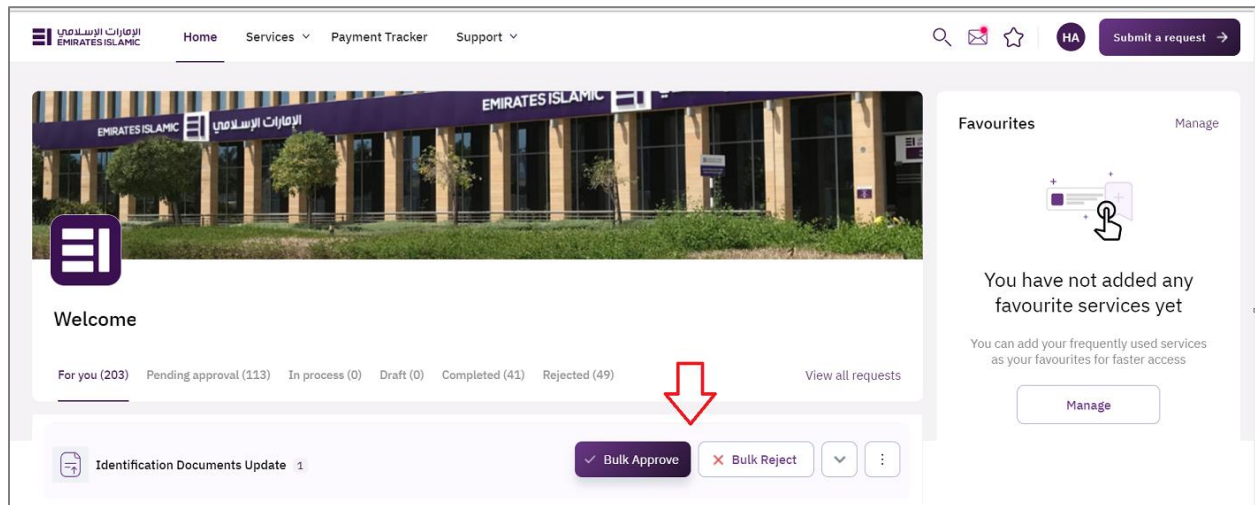 الإمارات الإسلامي
EMIRATES ISLAMIC
Home
Services
Payment Tracker
Support
HA
Submit a request
EMIRATES ISLAMIC الإمارات الإسلامي
EMIRATES ISLAMIC
Welcome
For you (203)
Pending approval (113)
In process (0)
Draft (0)
Completed (41)
Rejected (49)
View all requests
Identification Documents Update 1
Bulk Approve
Bulk Reject
Favourites
Manage
You have not added any
favourite services yet
You can add your frequently used services
as your favourites for faster access
Manage